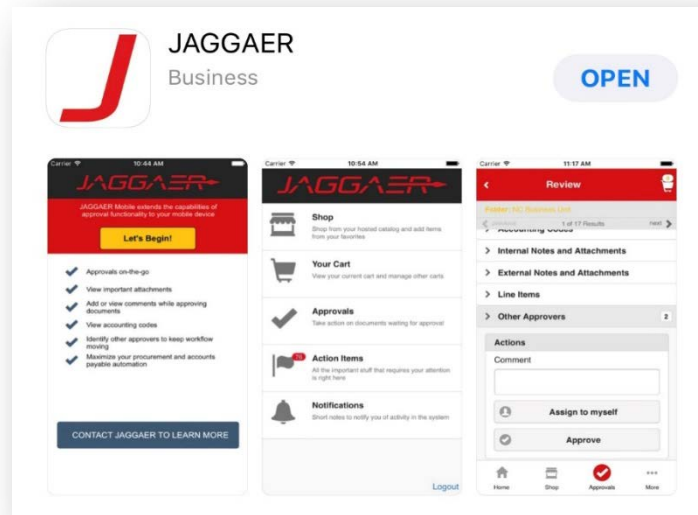 JAGGAER
Business
OPEN
Carrier
10:44 AM
JAGGAER
JAGGAER Mobile extends the capabilities of
approval functionality to your mobile device
Let's Begin!
Approvals on-the-go
View important attachments
Add or view comments while approving
documents
View accounting codes
Identify other approvers to keep workflow
moving
Maximize your procurement and accounts
payable automation
CONTACT JAGGAER TO LEARN MORE
Carrier
10:54 AM
JAGGAER
Shop
Shop from your hosted catalog and add items
from your favorites
Your Cart
View your current cart and manage other carts
Approvals
Take action on documents waiting for approval
Action Items
All the important stuff that requires your attention
is right here
Notifications
Short notes to notify you of activity in the system
Logout
Carrier
11:17 AM
Review
1 of 17 Results
next
Accounting Codes
Internal Notes and Attachments
External Notes and Attachments
Line Items
Other Approvers 2
Actions
Comment
Assign to myself
Approve
Home Shop Approvals More